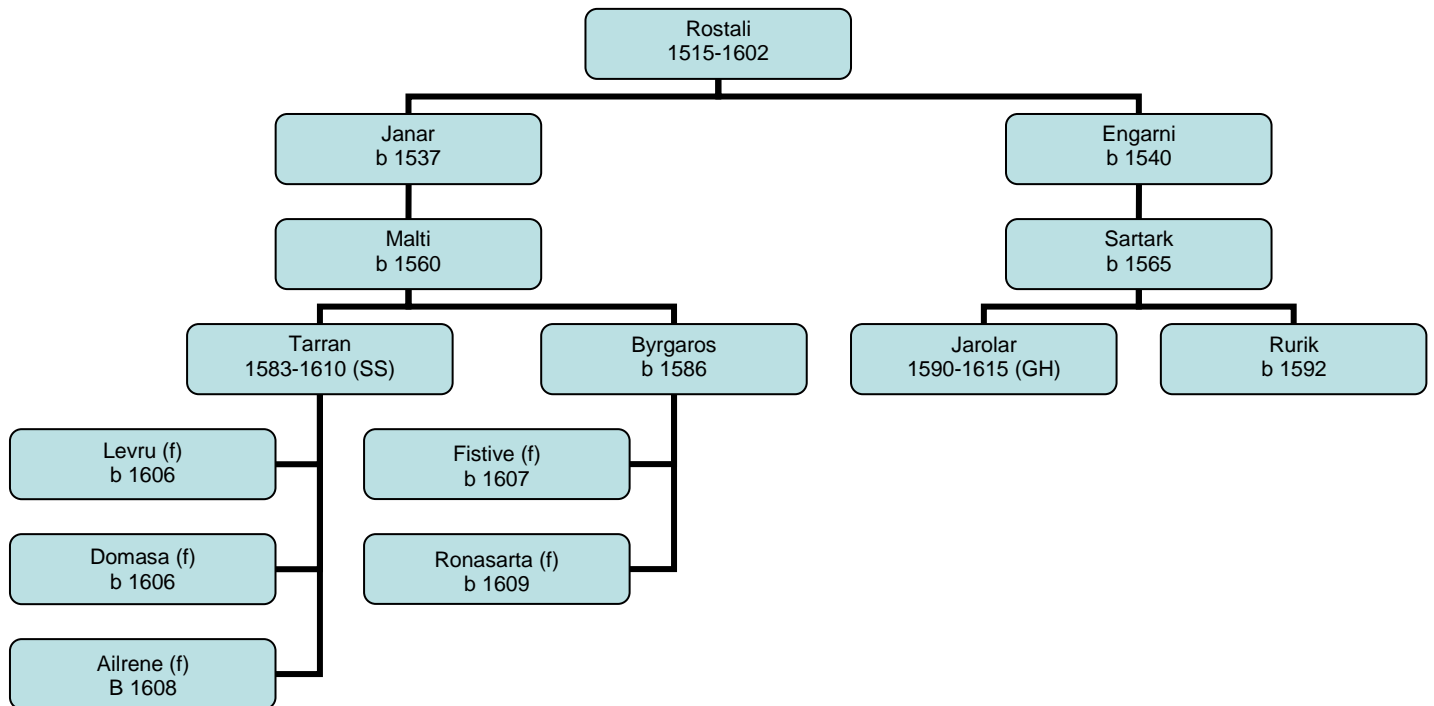 Rostali
1515-1602
Janar
b 1537
Engarni
b 1540
Malti
b 1560
Sartark
b 1565
Tarran
1583-1610 (SS)
Byrgaros
b 1586
Jarolar
1590-1615 (GH)
Rurik
b 1592
Levru (f)
b 1606
Fistive (f)
b 1607
Domasa (f)
b 1606
Ronasarta (f)
b 1609
Ailrene (f)
B 1608